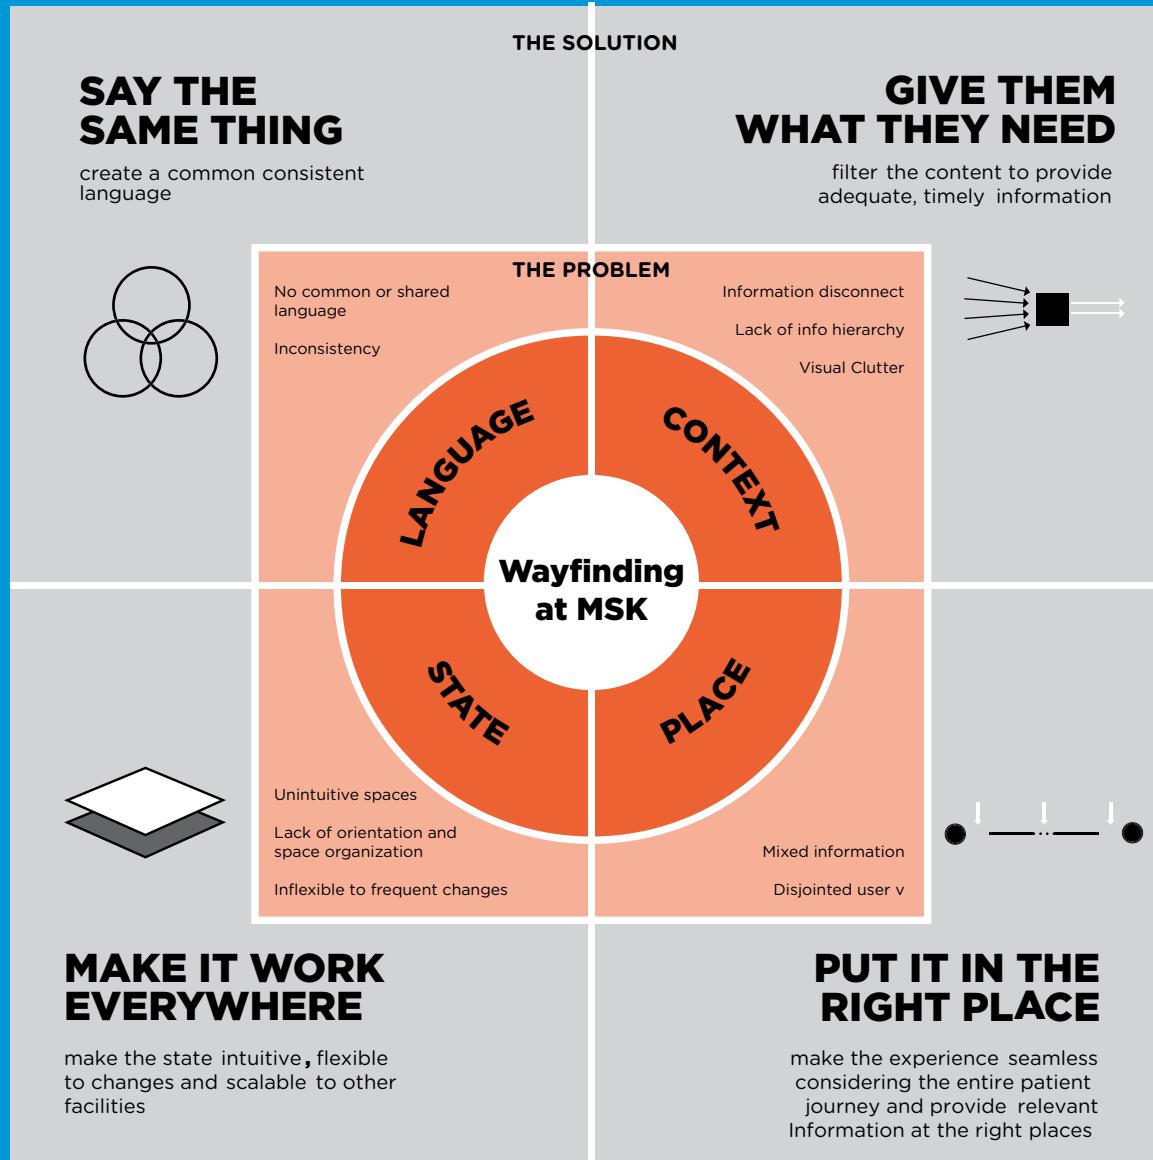 THE SOLUTION
SAY THE
SAME THING
create a common consistent
language
GIVE THEM
WHAT THEY NEED
filter the content to provide
adequate, timely information
THE PROBLEM
No common or shared
language
Inconsistency
Information disconnect
Lack of info hierarchy
Visual Clutter
LANGUAGE
CONTEXT
Wayfinding
at MSK
STATE
PLACE
Unintuitive spaces
Lack of orientation and
space organization
Inflexible to frequent changes
Mixed information
Disjointed user v
MAKE IT WORK
EVERYWHERE
make the state intuitive, flexible
to changes and scalable to other
facilities
PUT IT IN THE
RIGHT PLACE
make the experience seamless
considering the entire patient
journey and provide relevant
Information at the right places